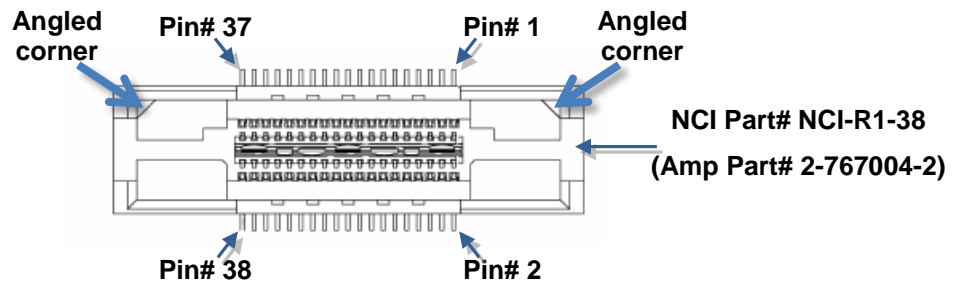 Angled
corner
Pin# 37
Pin# 1
Angled
corner
NCI Part# NCI-R1-38
(Amp Part# 2-767004-2)
Pin# 38
Pin# 2